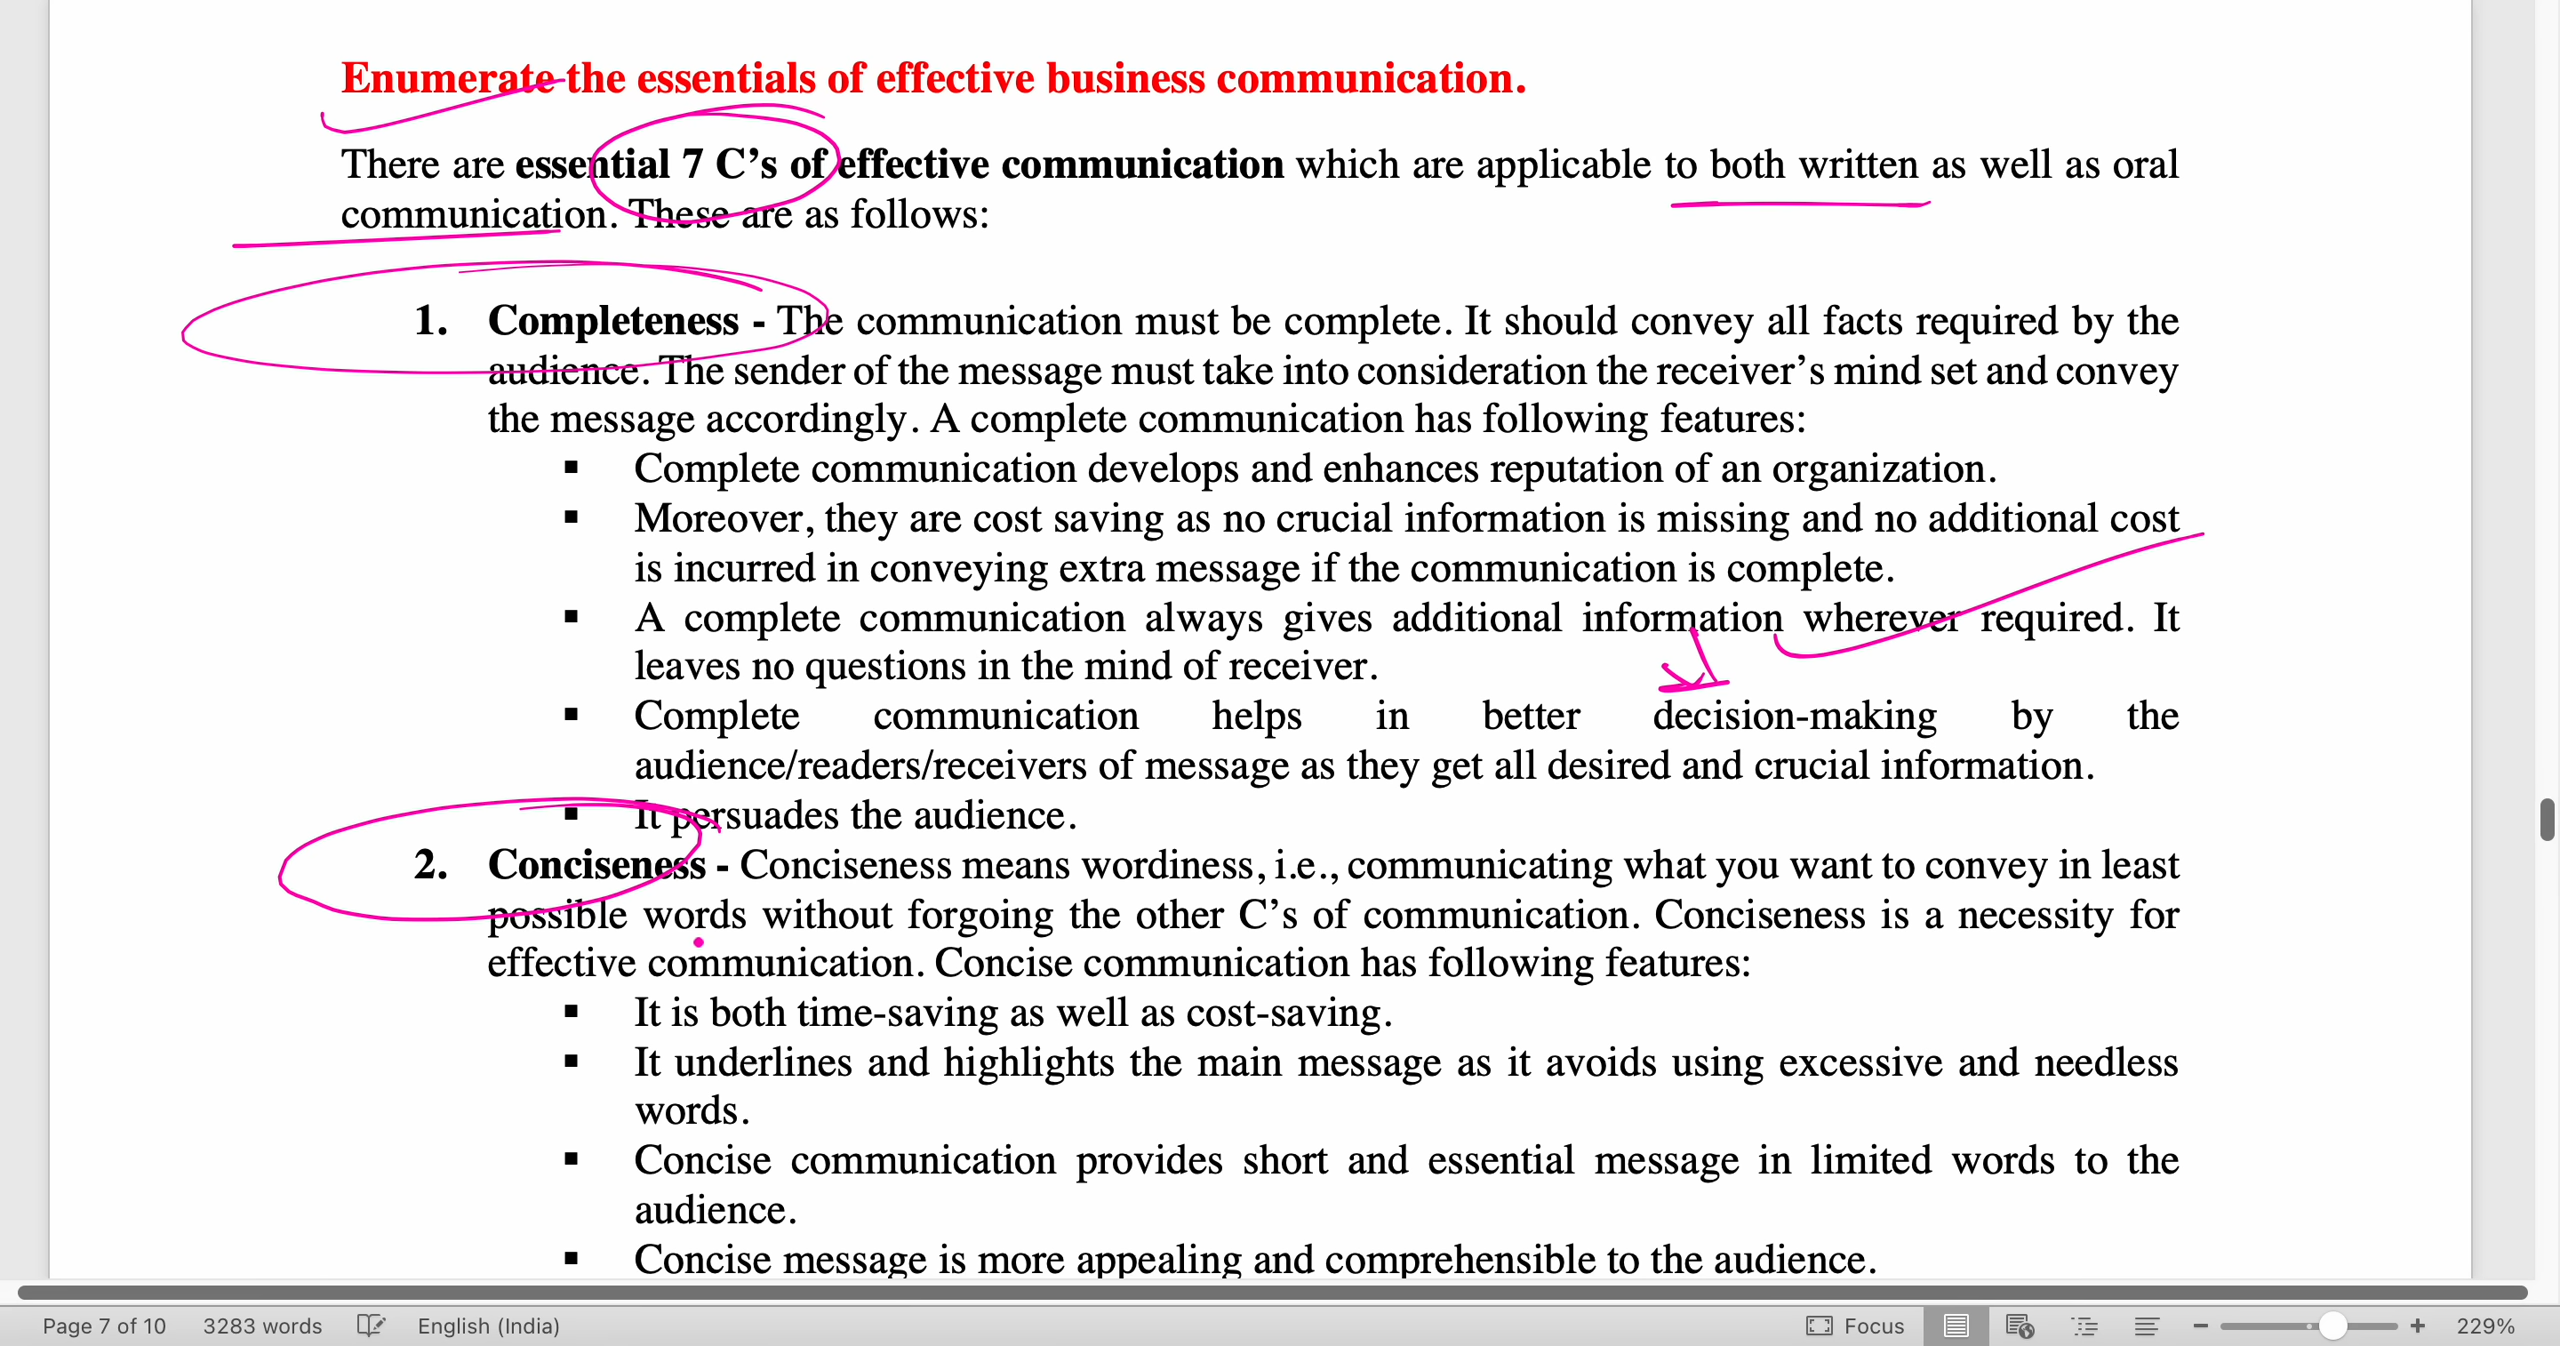 Enumerate the essentials of effective business communication.
There are essential 7 C’s of effective communication which are applicable to both written as well as oral
communication. These are as follows:
1. Completeness - The communication must be complete. It should convey all facts required by the
audience. The sender of the message must take into consideration the receiver’s mind set and convey
the message accordingly. A complete communication has following features:
▪ Complete communication develops and enhances reputation of an organization.
▪ Moreover, they are cost saving as no crucial information is missing and no additional cost
is incurred in conveying extra message if the communication is complete.
▪ A complete communication always gives additional information wherever required. It
leaves no questions in the mind of receiver.
▪ Complete communication helps in better decision-making by the
audience/readers/receivers of message as they get all desired and crucial information.
▪ It persuades the audience.
2. Conciseness - Conciseness means wordiness, i.e., communicating what you want to convey in least
possible words without forgoing the other C’s of communication. Conciseness is a necessity for
effective communication. Concise communication has following features:
▪ It is both time-saving as well as cost-saving.
▪ It underlines and highlights the main message as it avoids using excessive and needless
words.
▪ Concise communication provides short and essential message in limited words to the
audience.
▪ Concise message is more appealing and comprehensible to the audience.
Page 7 of 10 3283 words English (India) Focus 229%